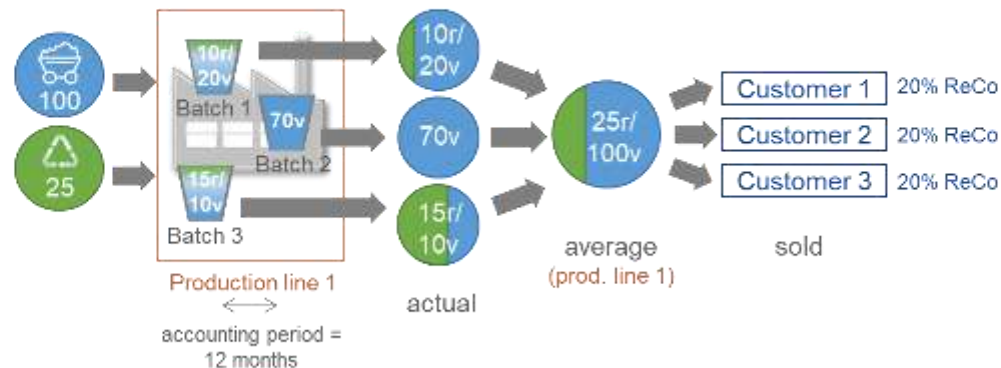 100
25
10r/
20v
Batch 1
70v
Batch 2
15r/
10v
Batch 3
Production line 1
accounting period =
12 months
10r/
20v
70v
15r/
10v
actual
25r/
100v
average
(prod. line 1)
Customer 1 20% ReCo
Customer 2 20% ReCo
Customer 3 20% ReCo
sold